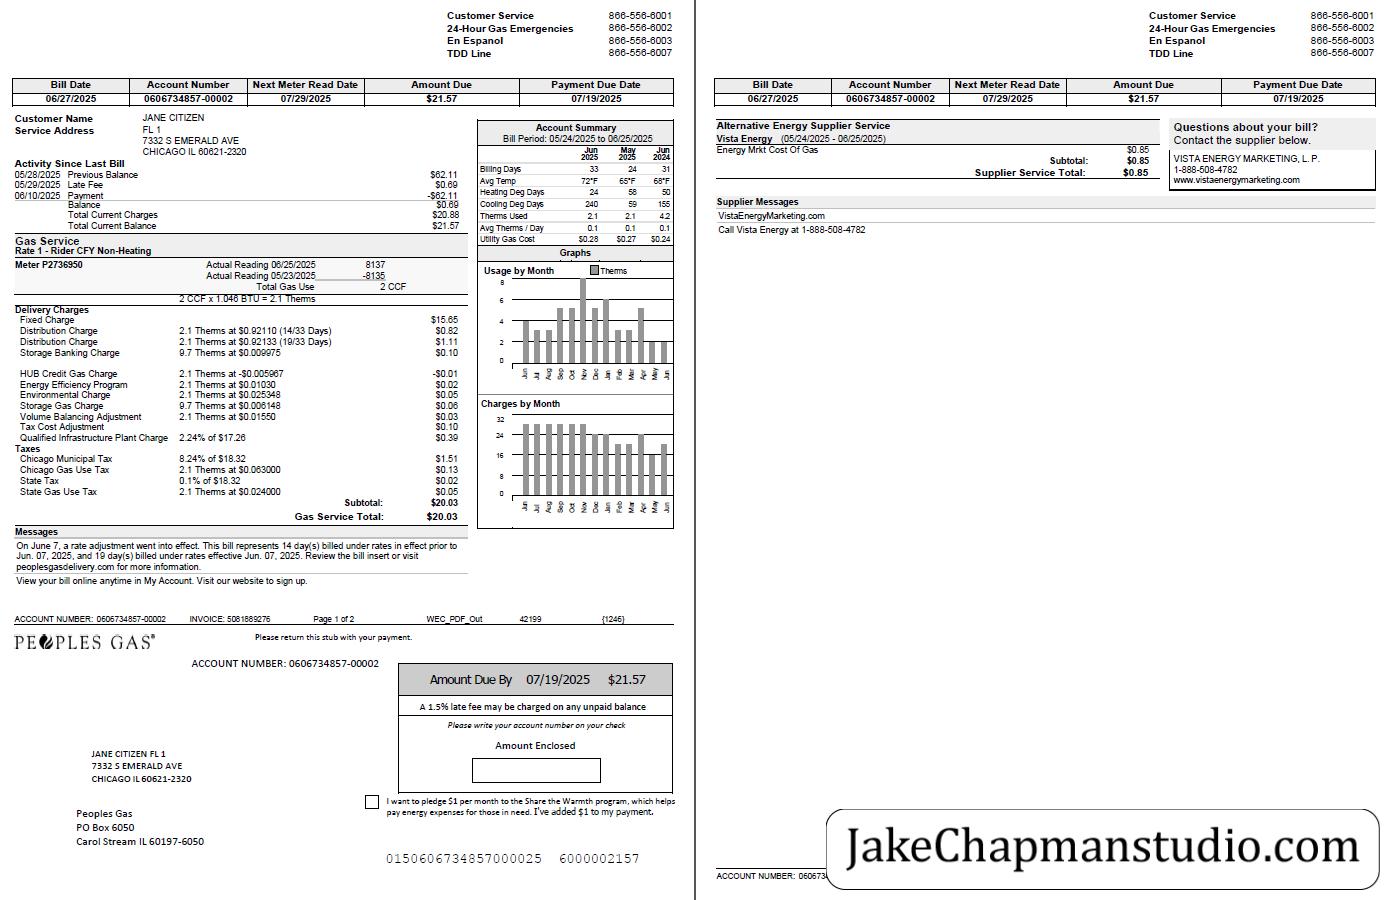 Customer Service 866-556-6001
24-Hour Gas Emergencies 866-556-6002
En Espanol 866-556-6003
TDD Line 866-556-6007
Bill Date Account Number Next Meter Read Date Amount Due Payment Due Date
06/27/2025 0606734857-00002 07/29/2025 $21.57 07/19/2025
Customer Name JANE CITIZEN
Service Address FL 1
7332 S EMERALD AVE
CHICAGO IL 60621-2320
Activity Since Last Bill
05/28/2025 Previous Balance $62.11
05/29/2025 Late Fee $0.69
06/10/2025 Payment -$62.11
Balance $0.69
Total Current Charges $20.88
Total Current Balance $21.57
Gas Service
Rate 1 - Rider CFY Non-Heating
Meter P2736950 Actual Reading 06/25/2025 8137
Actual Reading 05/23/2025 -8135
Total Gas Use 2 CCF
2 CCF x 1.046 BTU = 2.1 Therms
Delivery Charges
Fixed Charge $15.65
Distribution Charge 2.1 Therms at $0.92110 (14/33 Days) $0.82
Distribution Charge 2.1 Therms at $0.92133 (19/33 Days) $1.11
Storage Banking Charge 9.7 Therms at $0.009975 $0.10
HUB Credit Gas Charge 2.1 Therms at -$0.005967 -$0.01
Energy Efficiency Program 2.1 Therms at $0.01030 $0.02
Environmental Charge 2.1 Therms at $0.025348 $0.05
Storage Gas Charge 9.7 Therms at $0.006148 $0.06
Volume Balancing Adjustment 2.1 Therms at $0.01550 $0.03
Tax Cost Adjustment $0.10
Qualified Infrastructure Plant Charge 2.24% of $17.26 $0.39
Taxes
Chicago Municipal Tax 8.24% of $18.32 $1.51
Chicago Gas Use Tax 2.1 Therms at $0.063000 $0.13
State Tax 0.1% of $18.32 $0.02
State Gas Use Tax 2.1 Therms at $0.024000 $0.05
Subtotal: $20.03
Gas Service Total: $20.03
Messages
On June 7, a rate adjustment went into effect. This bill represents 14 day(s) billed under rates in effect prior to
Jun. 07, 2025, and 19 day(s) billed under rates effective Jun. 07, 2025. Review the bill insert or visit
peoplesgasdelivery.com for more information.
View your bill online anytime in My Account. Visit our website to sign up.
Account Summary
Bill Period: 05/24/2025 to 06/25/2025
Jun May Jun
2025 2025 2024
Billing Days 33 24 31
Avg Temp 72°F 65°F 68°F
Heating Deg Days 24 58 50
Cooling Deg Days 240 59 155
Therms Used 2.1 2.1 4.2
Avg Therms / Day 0.1 0.1 0.1
Utility Gas Cost $0.28 $0.27 $0.24
Graphs
Usage by Month Therms
8
6
4
2
0
Jun Jul Aug Sep Oct Nov Dec Jan Feb Mar Apr May Jun
Charges by Month
32
24
16
8
0
Jun Jul Aug Sep Oct Nov Dec Jan Feb Mar Apr May Jun
ACCOUNT NUMBER: 0606734857-00002 INVOICE: 5081889276 Page 1 of 2 WEC_PDF_Out 42199 {1246}
PEOPLES GAS® Please return this stub with your payment.
ACCOUNT NUMBER: 0606734857-00002
Amount Due By 07/19/2025 $21.57
A 1.5% late fee may be charged on any unpaid balance
Please write your account number on your check
Amount Enclosed
JANE CITIZEN FL 1
7332 S EMERALD AVE
CHICAGO IL 60621-2320
I want to pledge $1 per month to the Share the Warmth program, which helps
pay energy expenses for those in need. I've added $1 to my payment.
Peoples Gas
PO Box 6050
Carol Stream IL 60197-6050
0150606734857000025 6000002157
Customer Service 866-556-6001
24-Hour Gas Emergencies 866-556-6002
En Espanol 866-556-6003
TDD Line 866-556-6007
Bill Date Account Number Next Meter Read Date Amount Due Payment Due Date
06/27/2025 0606734857-00002 07/29/2025 $21.57 07/19/2025
Alternative Energy Supplier Service
Vista Energy (05/24/2025 - 06/25/2025)
Energy Mrkt Cost Of Gas $0.85
Subtotal: $0.85
Supplier Service Total: $0.85
Questions about your bill?
Contact the supplier below.
VISTA ENERGY MARKETING, L. P.
1-888-508-4782
www.vistaenergymarketing.com
Supplier Messages
VistaEnergyMarketing.com
Call Vista Energy at 1-888-508-4782
ACCOUNT NUMBER: 060673
JakeChapmanstudio.com